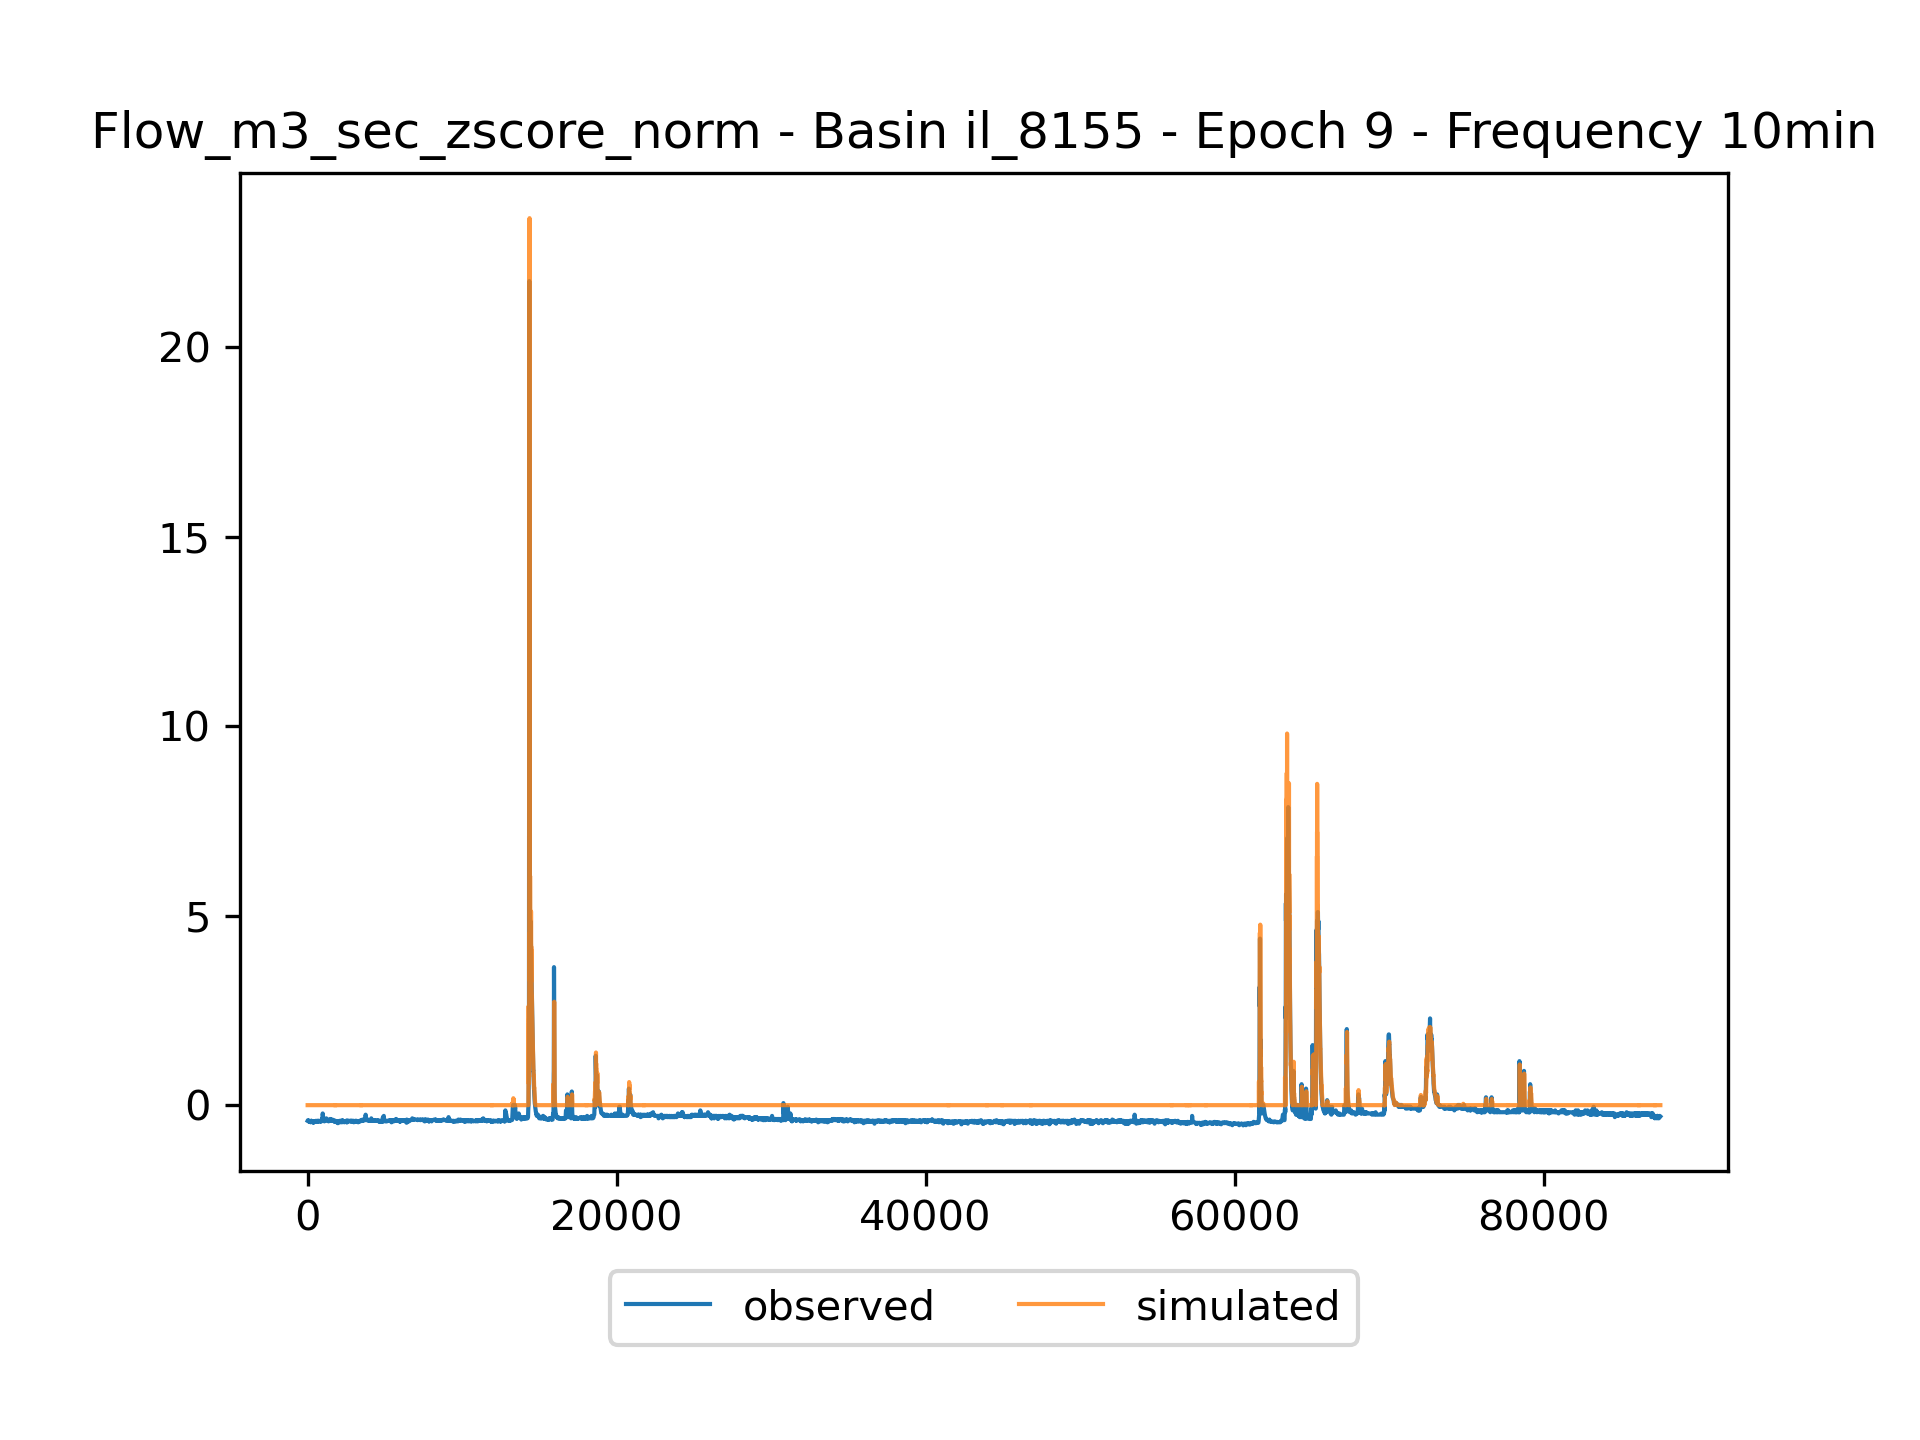 Flow_m3_sec_zscore_norm - Basin il_8155 - Epoch 9 - Frequency 10min
20
15
10
5
0
0 20000 40000 60000 80000
observed simulated